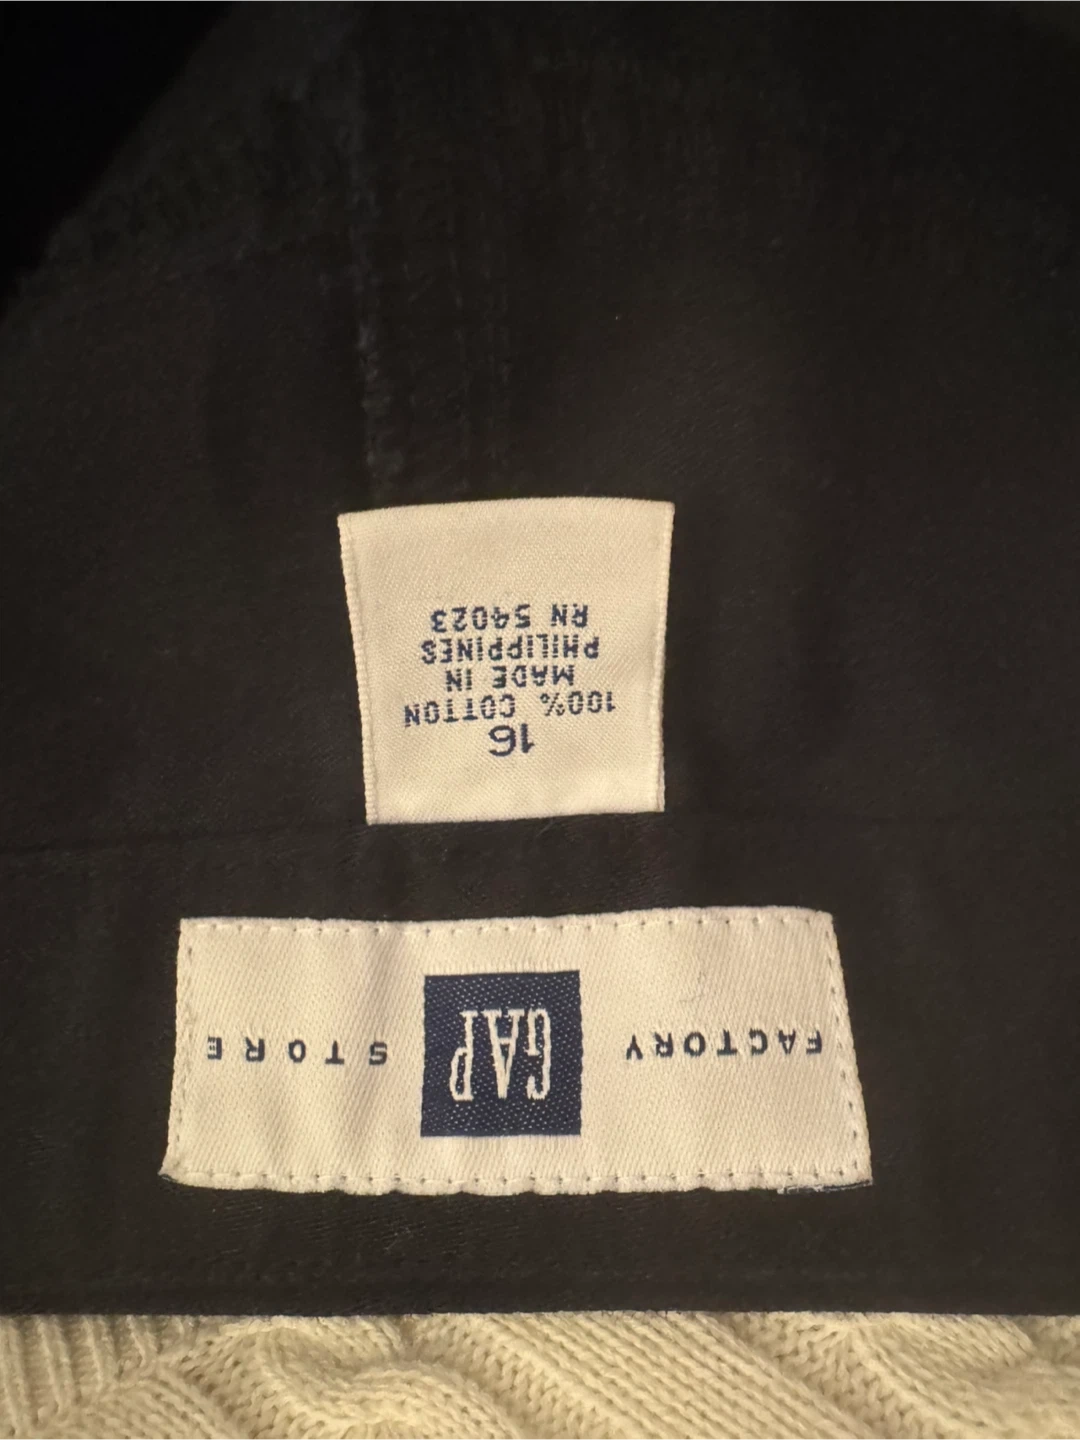 FACTORY GAP STORE
16
100% COTTON
MADE IN
PHILIPPINES
RN 54023